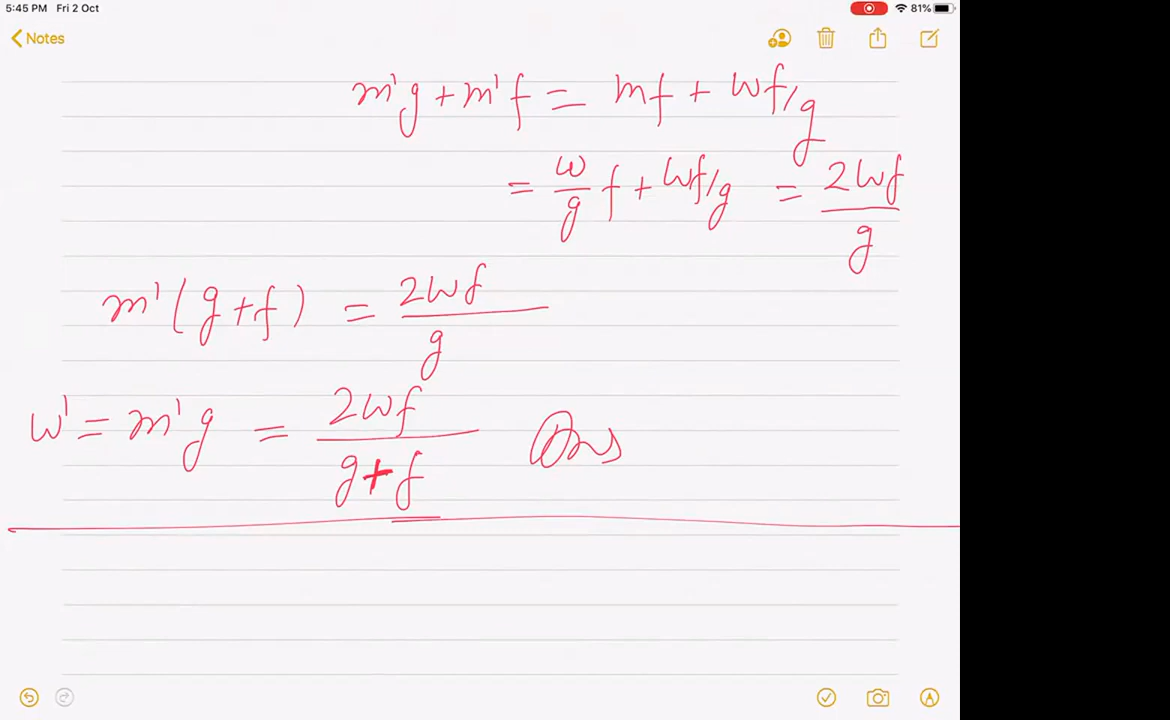 5:45 PM Fri 2 Oct 81%
Notes
m'g + m'f = mf + wf/g
= w/g f + wf/g = 2wf/g
m'(g+f) = 2wf/g
w' = m'g = 2wf/g+f Ans